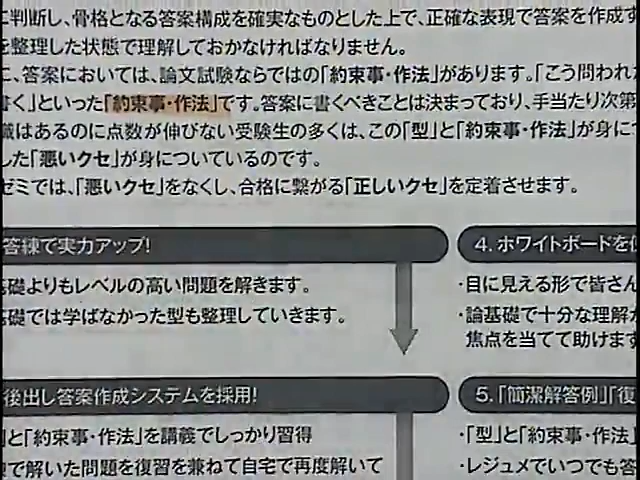 に判断し、骨格となる答案構成を確実なものとした上で、正確な表現で答案を作成す
を整理した状態で理解しておかなければなりません。
に、答案においては、論文試験ならではの「約束事・作法」があります。「こう問われた
書く」といった「約束事・作法」です。答案に書くべきことは決まっており、手当たり次第
識はあるのに点数が伸びない受験生の多くは、この「型」と「約束事・作法」が身に
した「悪いクセ」が身についているのです。
ゼミでは、「悪いクセ」をなくし、合格に繋がる「正しいクセ」を定着させます。
答練で実力アップ!
基礎よりもレベルの高い問題を解きます。
基礎では学ばなかった型も整理していきます。
4. ホワイトボードを
・目に見える形で皆さん
・論基礎で十分な理解が
焦点を当てて助けます
後出し答案作成システムを採用!
」と「約束事・作法」を講義でしっかり習得
で解いた問題を復習を兼ねて自宅で再度解いて
5. 「簡潔解答例」「復
・「型」と「約束事・作法」
・レジュメでいつでも答